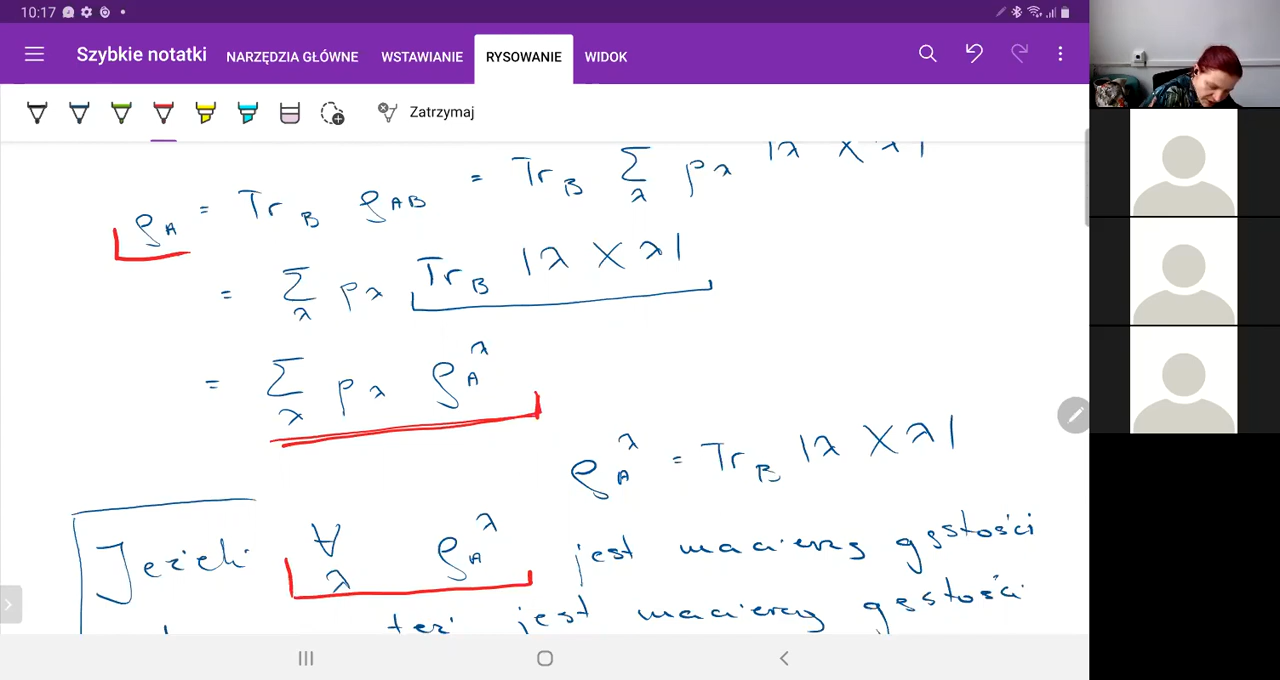 10:17
Szybkie notatki NARZĘDZIA GŁÓWNE WSTAWIANIE RYSOWANIE WIDOK
Zatrzymaj
ρ_A = Tr_B ρ_AB = Tr_B Σ_λ p_λ |λ X λ|
= Σ_λ p_λ Tr_B |λ X λ|
= Σ_λ p_λ ρ_A^λ
ρ_A^λ = Tr_B |λ X λ|
Jeżeli ∀_λ ρ_A^λ jest macierzą gęstości
też jest macierzą gęstości